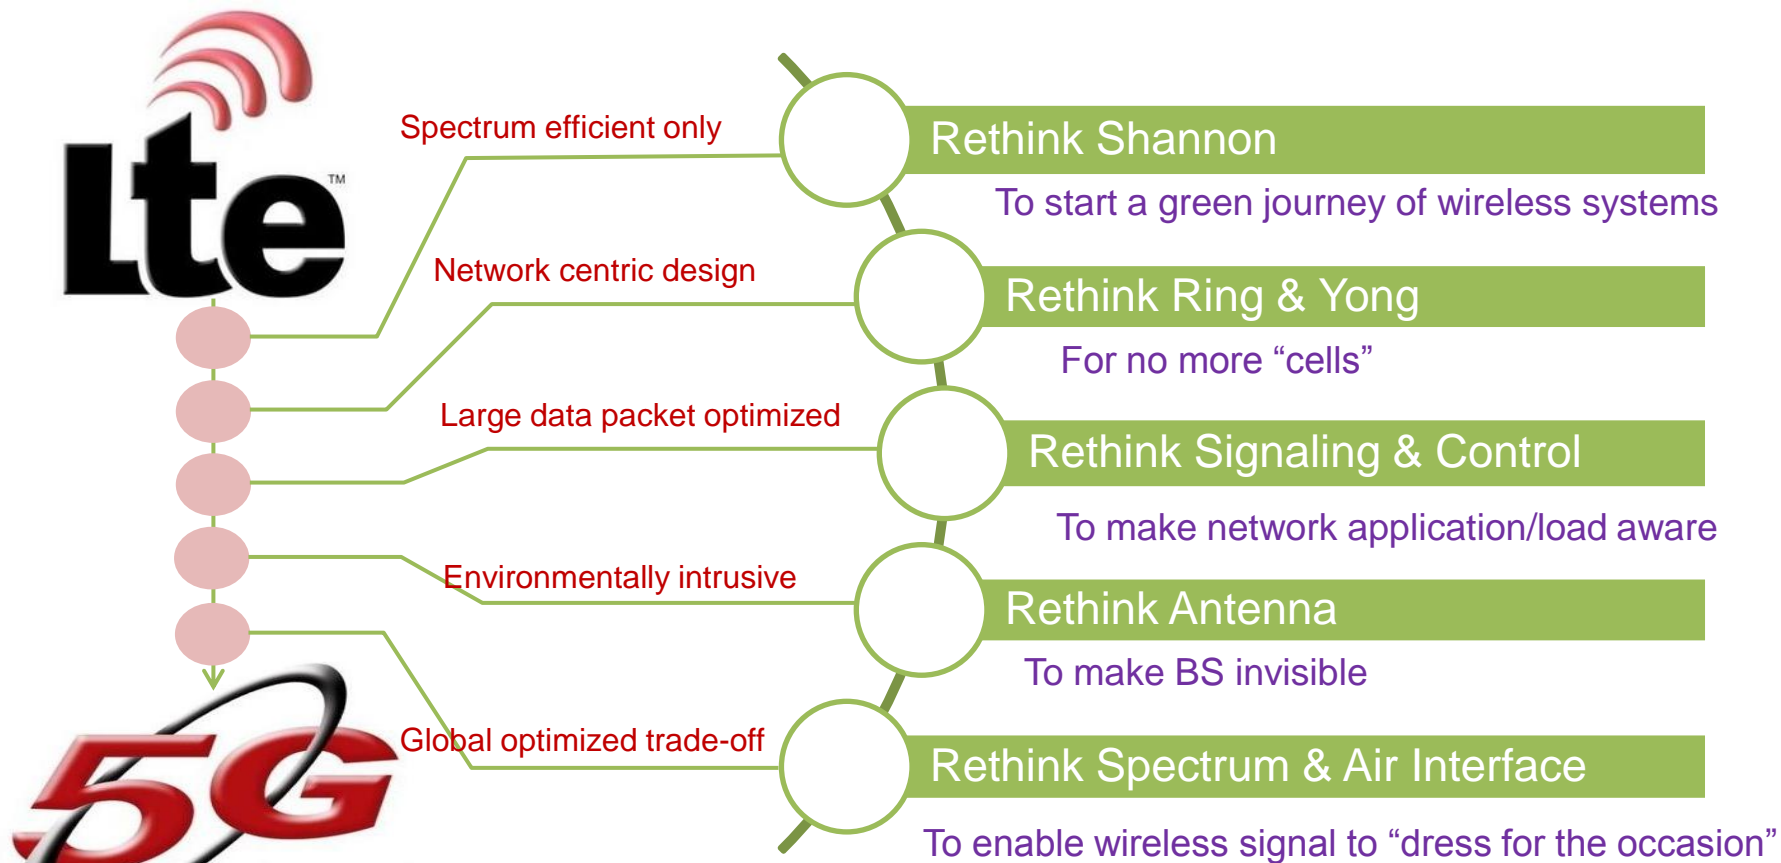 Lte
TM
Spectrum efficient only
Rethink Shannon
To start a green journey of wireless systems
Network centric design
Rethink Ring & Yong
For no more “cells”
Large data packet optimized
Rethink Signaling & Control
To make network application/load aware
Environmentally intrusive
Rethink Antenna
To make BS invisible
5G
Global optimized trade-off
Rethink Spectrum & Air Interface
To enable wireless signal to “dress for the occasion”